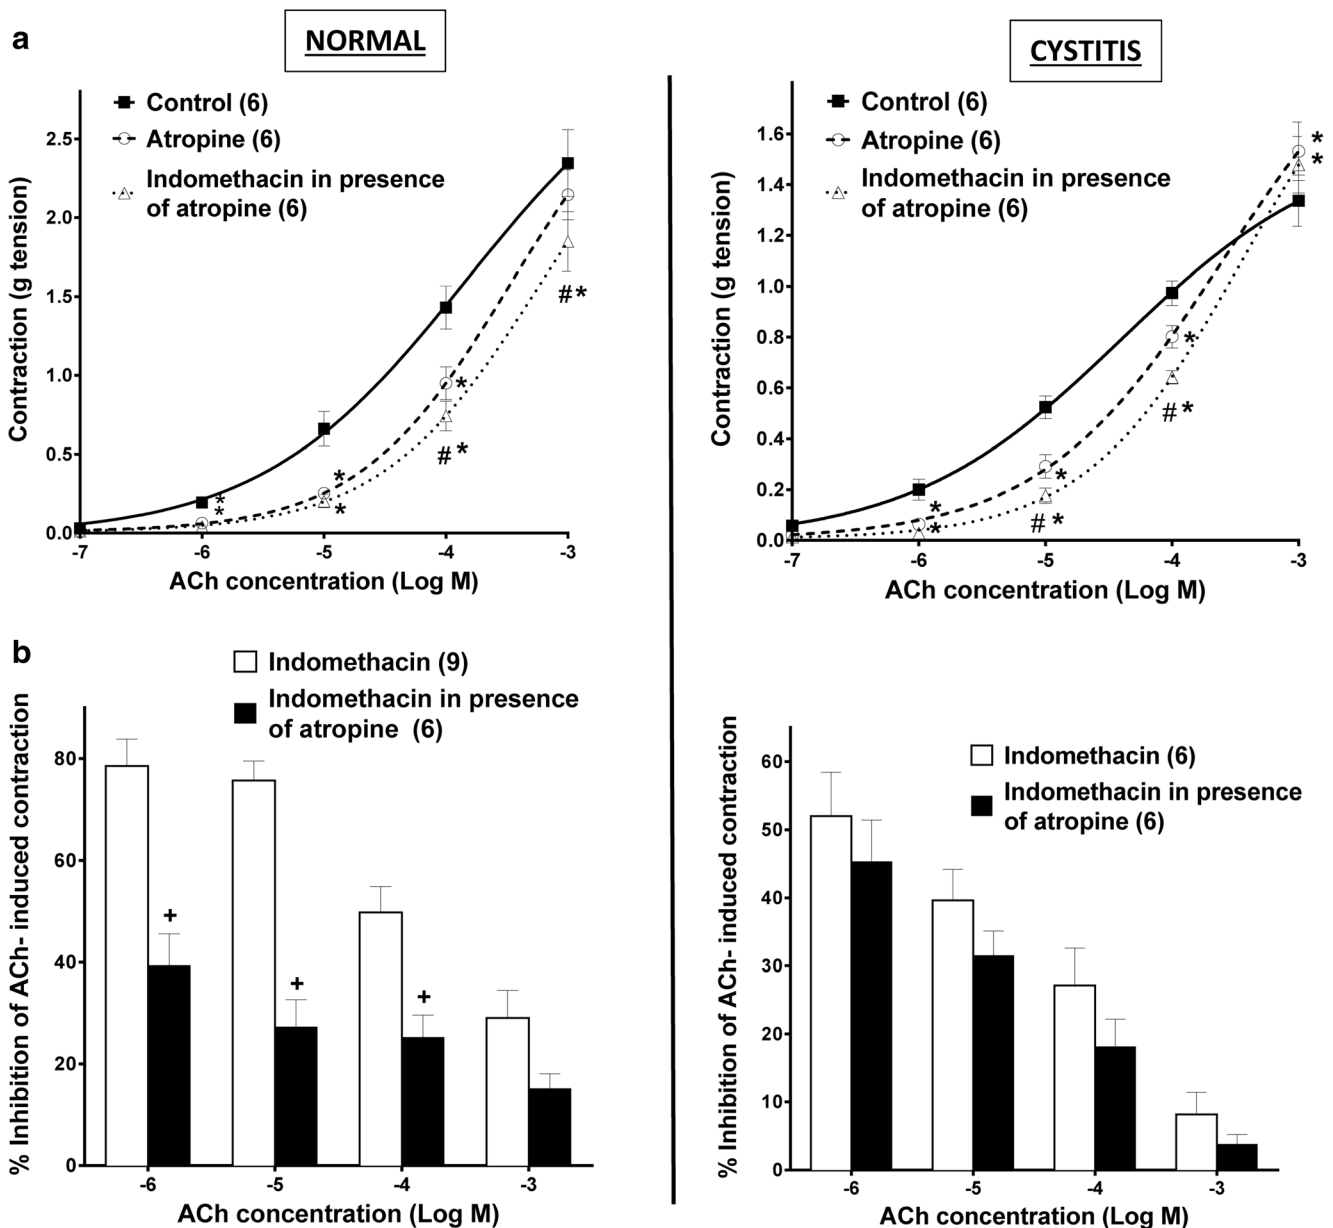 a
NORMAL
Control (6)
Atropine (6)
Indomethacin in presence
of atropine (6)
Contraction (g tension)
2.5
2.0
1.5
1.0
0.5
0.0
*
*
*
*
*
# *
# *
-7
-6
-5
-4
-3
ACh concentration (Log M)
CYSTITIS
Control (6)
Atropine (6)
Indomethacin in presence
of atropine (6)
Contraction (g tension)
1.6
1.4
1.2
1.0
0.8
0.6
0.4
0.2
0.0
*
*
*
# *
*
# *
*
*
-7
-6
-5
-4
-3
ACh concentration (Log M)
b
Indomethacin (9)
Indomethacin in presence
of atropine (6)
% Inhibition of ACh- induced contraction
80
60
40
20
0
+
+
+
-6
-5
-4
-3
ACh concentration (Log M)
Indomethacin (6)
Indomethacin in presence
of atropine (6)
% Inhibition of ACh- induced contraction
60
50
40
30
20
10
0
-6
-5
-4
-3
ACh concentration (Log M)